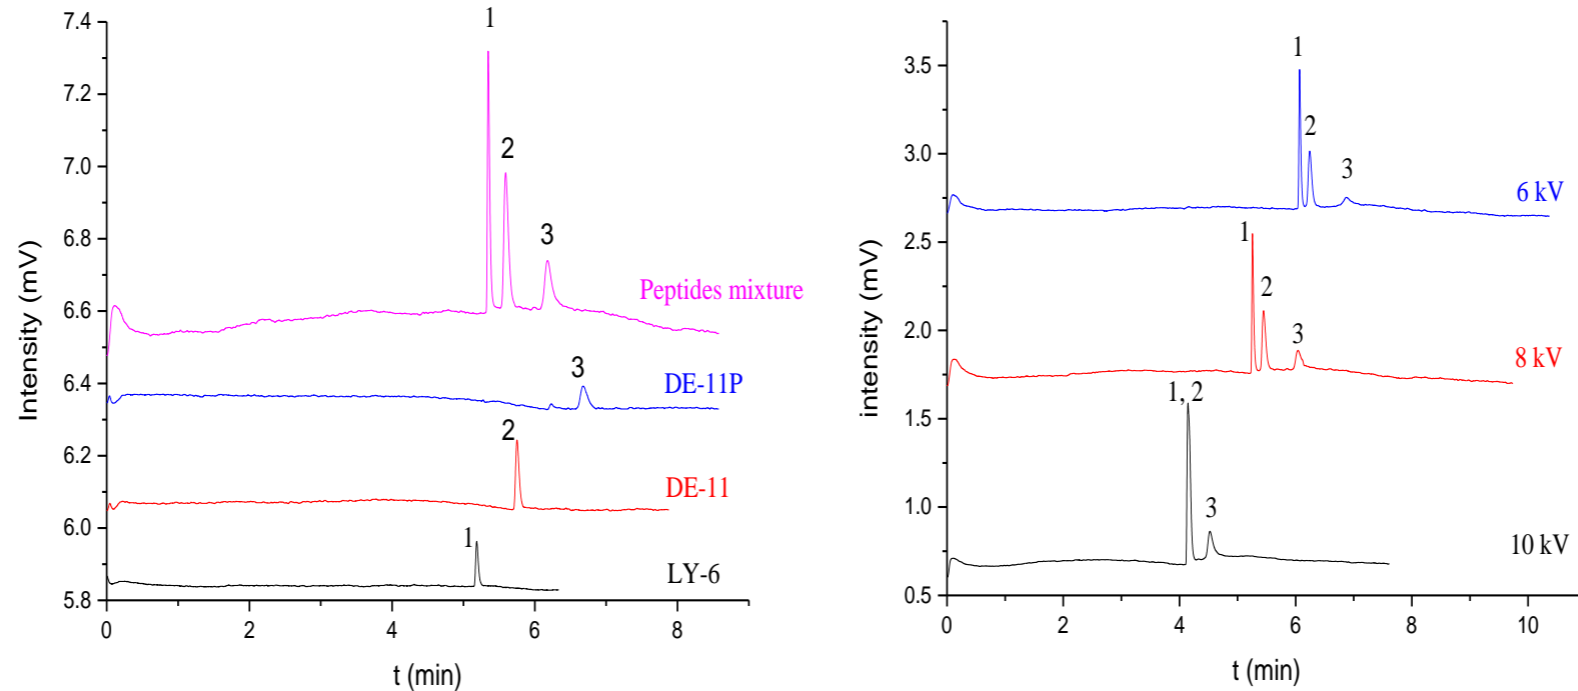 7.4
7.2
7.0
6.8
6.6
6.4
6.2
6.0
5.8
Intensity (mV)
1
2
3
Peptides mixture
3
DE-11P
2
DE-11
1
LY-6
0 2 4 6 8
t (min)
3.5
3.0
2.5
2.0
1.5
1.0
0.5
intensity (mV)
1
2
3
6 kV
1
2
3
8 kV
1, 2
3
10 kV
0 2 4 6 8 10
t (min)